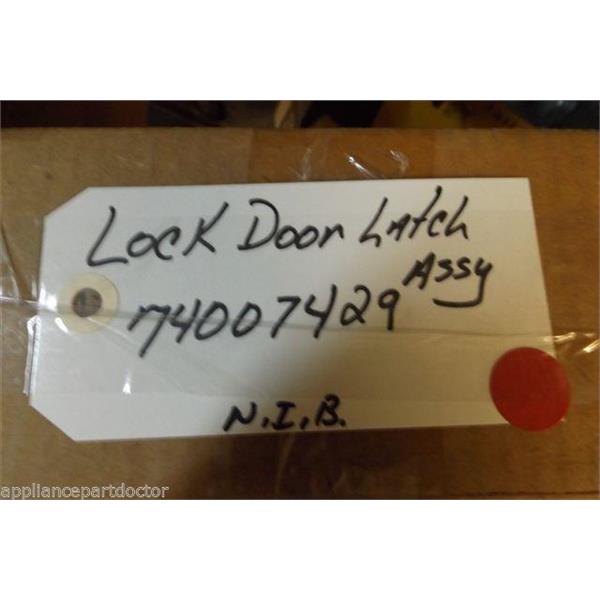 Lock Door Latch
Assy
74007429
N.I.B.
appliancepartdoctor